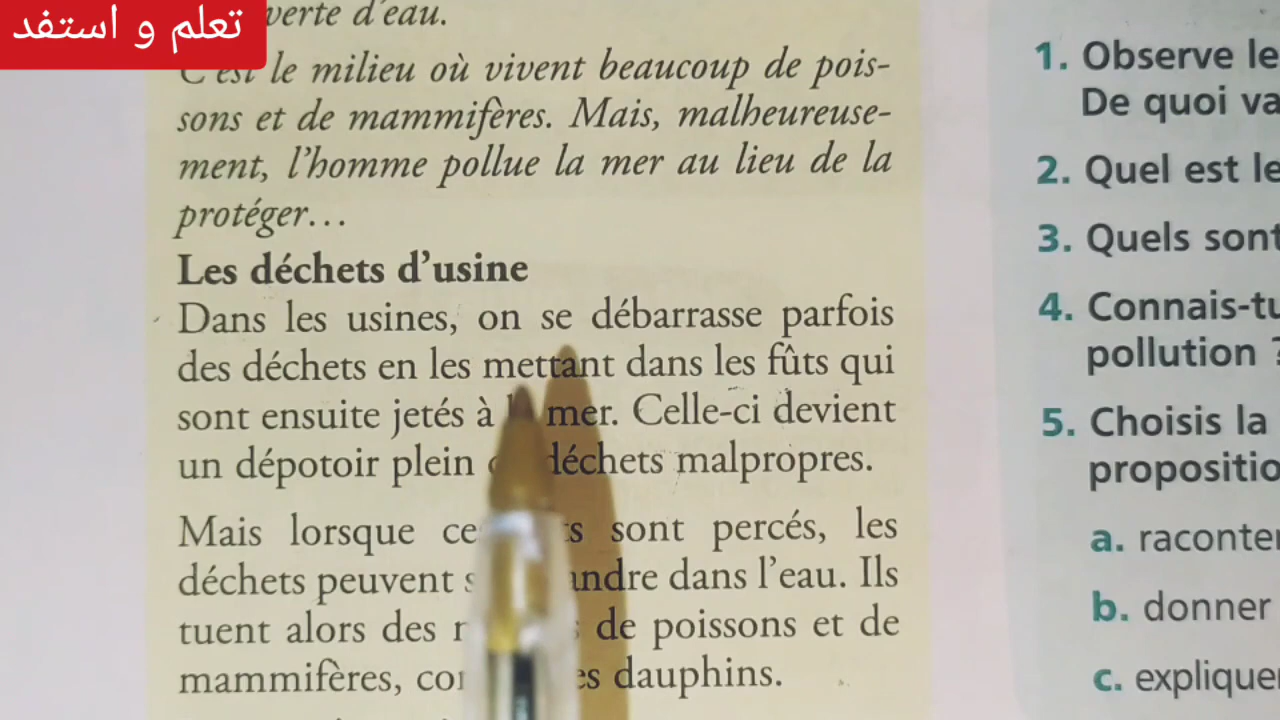 تعلم و استفد
verte d'eau.
C'est le milieu où vivent beaucoup de pois-
sons et de mammifères. Mais, malheureuse-
ment, l'homme pollue la mer au lieu de la
protéger...
Les déchets d'usine
Dans les usines, on se débarrasse parfois
des déchets en les mettant dans les fûts qui
sont ensuite jetés à mer. Celle-ci devient
un dépotoir plein déchets malpropres.
Mais lorsque sont percés, les
déchets peuvent dans l'eau. Ils
tuent alors des de poissons et de
mammifères, dauphins.
1. Observe le
De quoi va
2. Quel est le
3. Quels sont
4. Connais-tu
pollution ?
5. Choisis la
propositio
a. raconter
b. donner
c. expliquer